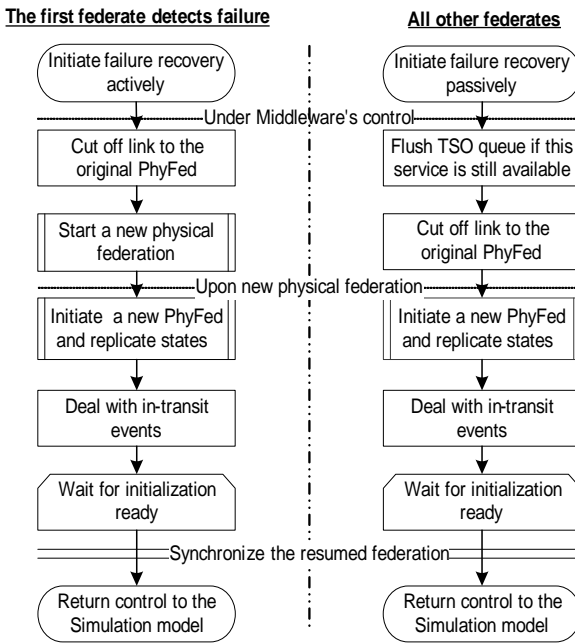 The first federate detects failure
All other federates
Initiate failure recovery
actively
Initiate failure recovery
passively
Under Middleware's control
Cut off link to the
original PhyFed
Flush TSO queue if this
service is still available
Start a new physical
federation
Cut off link to the
original PhyFed
Upon new physical federation
Initiate a new PhyFed
and replicate states
Initiate a new PhyFed
and replicate states
Deal with in-transit
events
Deal with in-transit
events
Wait for initialization
ready
Wait for initialization
ready
Synchronize the resumed federation
Return control to the
Simulation model
Return control to the
Simulation model